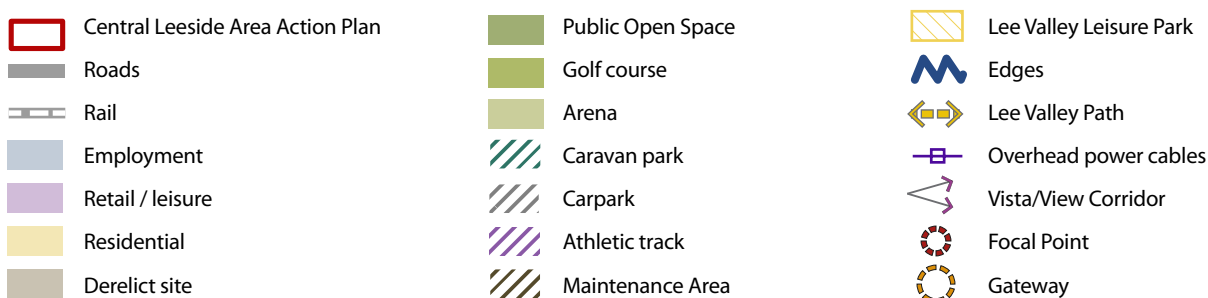 Central Leeside Area Action Plan
Roads
Rail
Employment
Retail / leisure
Residential
Derelict site
Public Open Space
Golf course
Arena
Caravan park
Carpark
Athletic track
Maintenance Area
Lee Valley Leisure Park
Edges
Lee Valley Path
Overhead power cables
Vista/View Corridor
Focal Point
Gateway